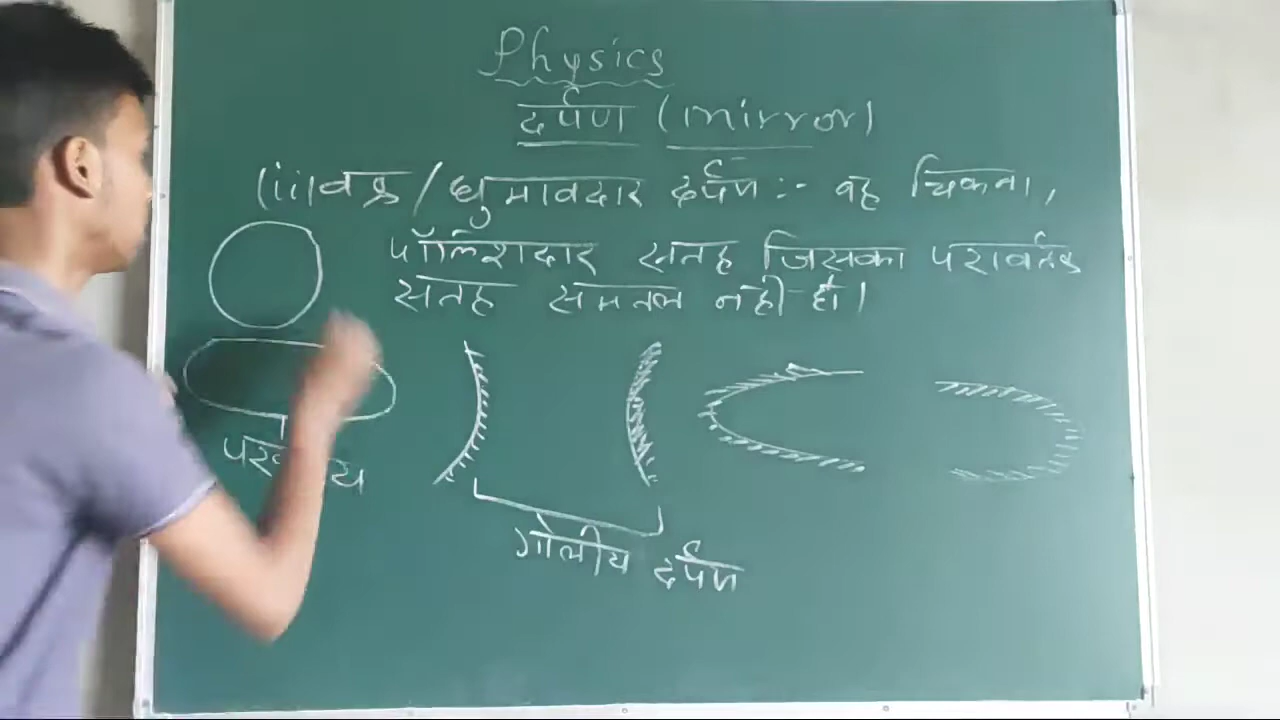 Physics
दर्पण (mirror)
(ii) वक्र / घुमावदार दर्पण :- वह चिकना,
पॉलिशदार सतह जिसका परावर्तक
सतह समतल नही हो।
गोलीय दर्पण